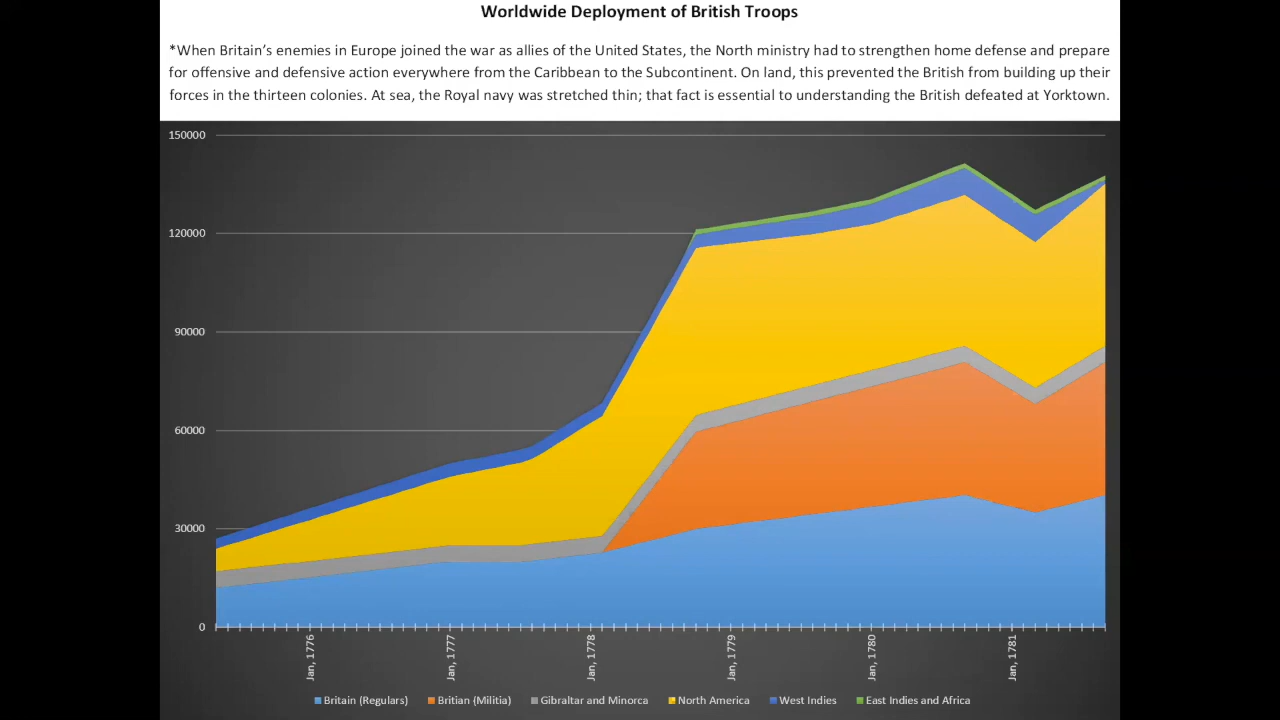 Worldwide Deployment of British Troops
*When Britain's enemies in Europe joined the war as allies of the United States, the North ministry had to strengthen home defense and prepare
for offensive and defensive action everywhere from the Caribbean to the Subcontinent. On land, this prevented the British from building up their
forces in the thirteen colonies. At sea, the Royal navy was stretched thin; that fact is essential to understanding the British defeated at Yorktown.
150000
120000
90000
60000
30000
0
Jan, 1776
Jan, 1777
Jan, 1778
Jan, 1779
Jan, 1780
Jan, 1781
Britain (Regulars)
Britian (Militia)
Gibraltar and Minorca
North America
West Indies
East Indies and Africa